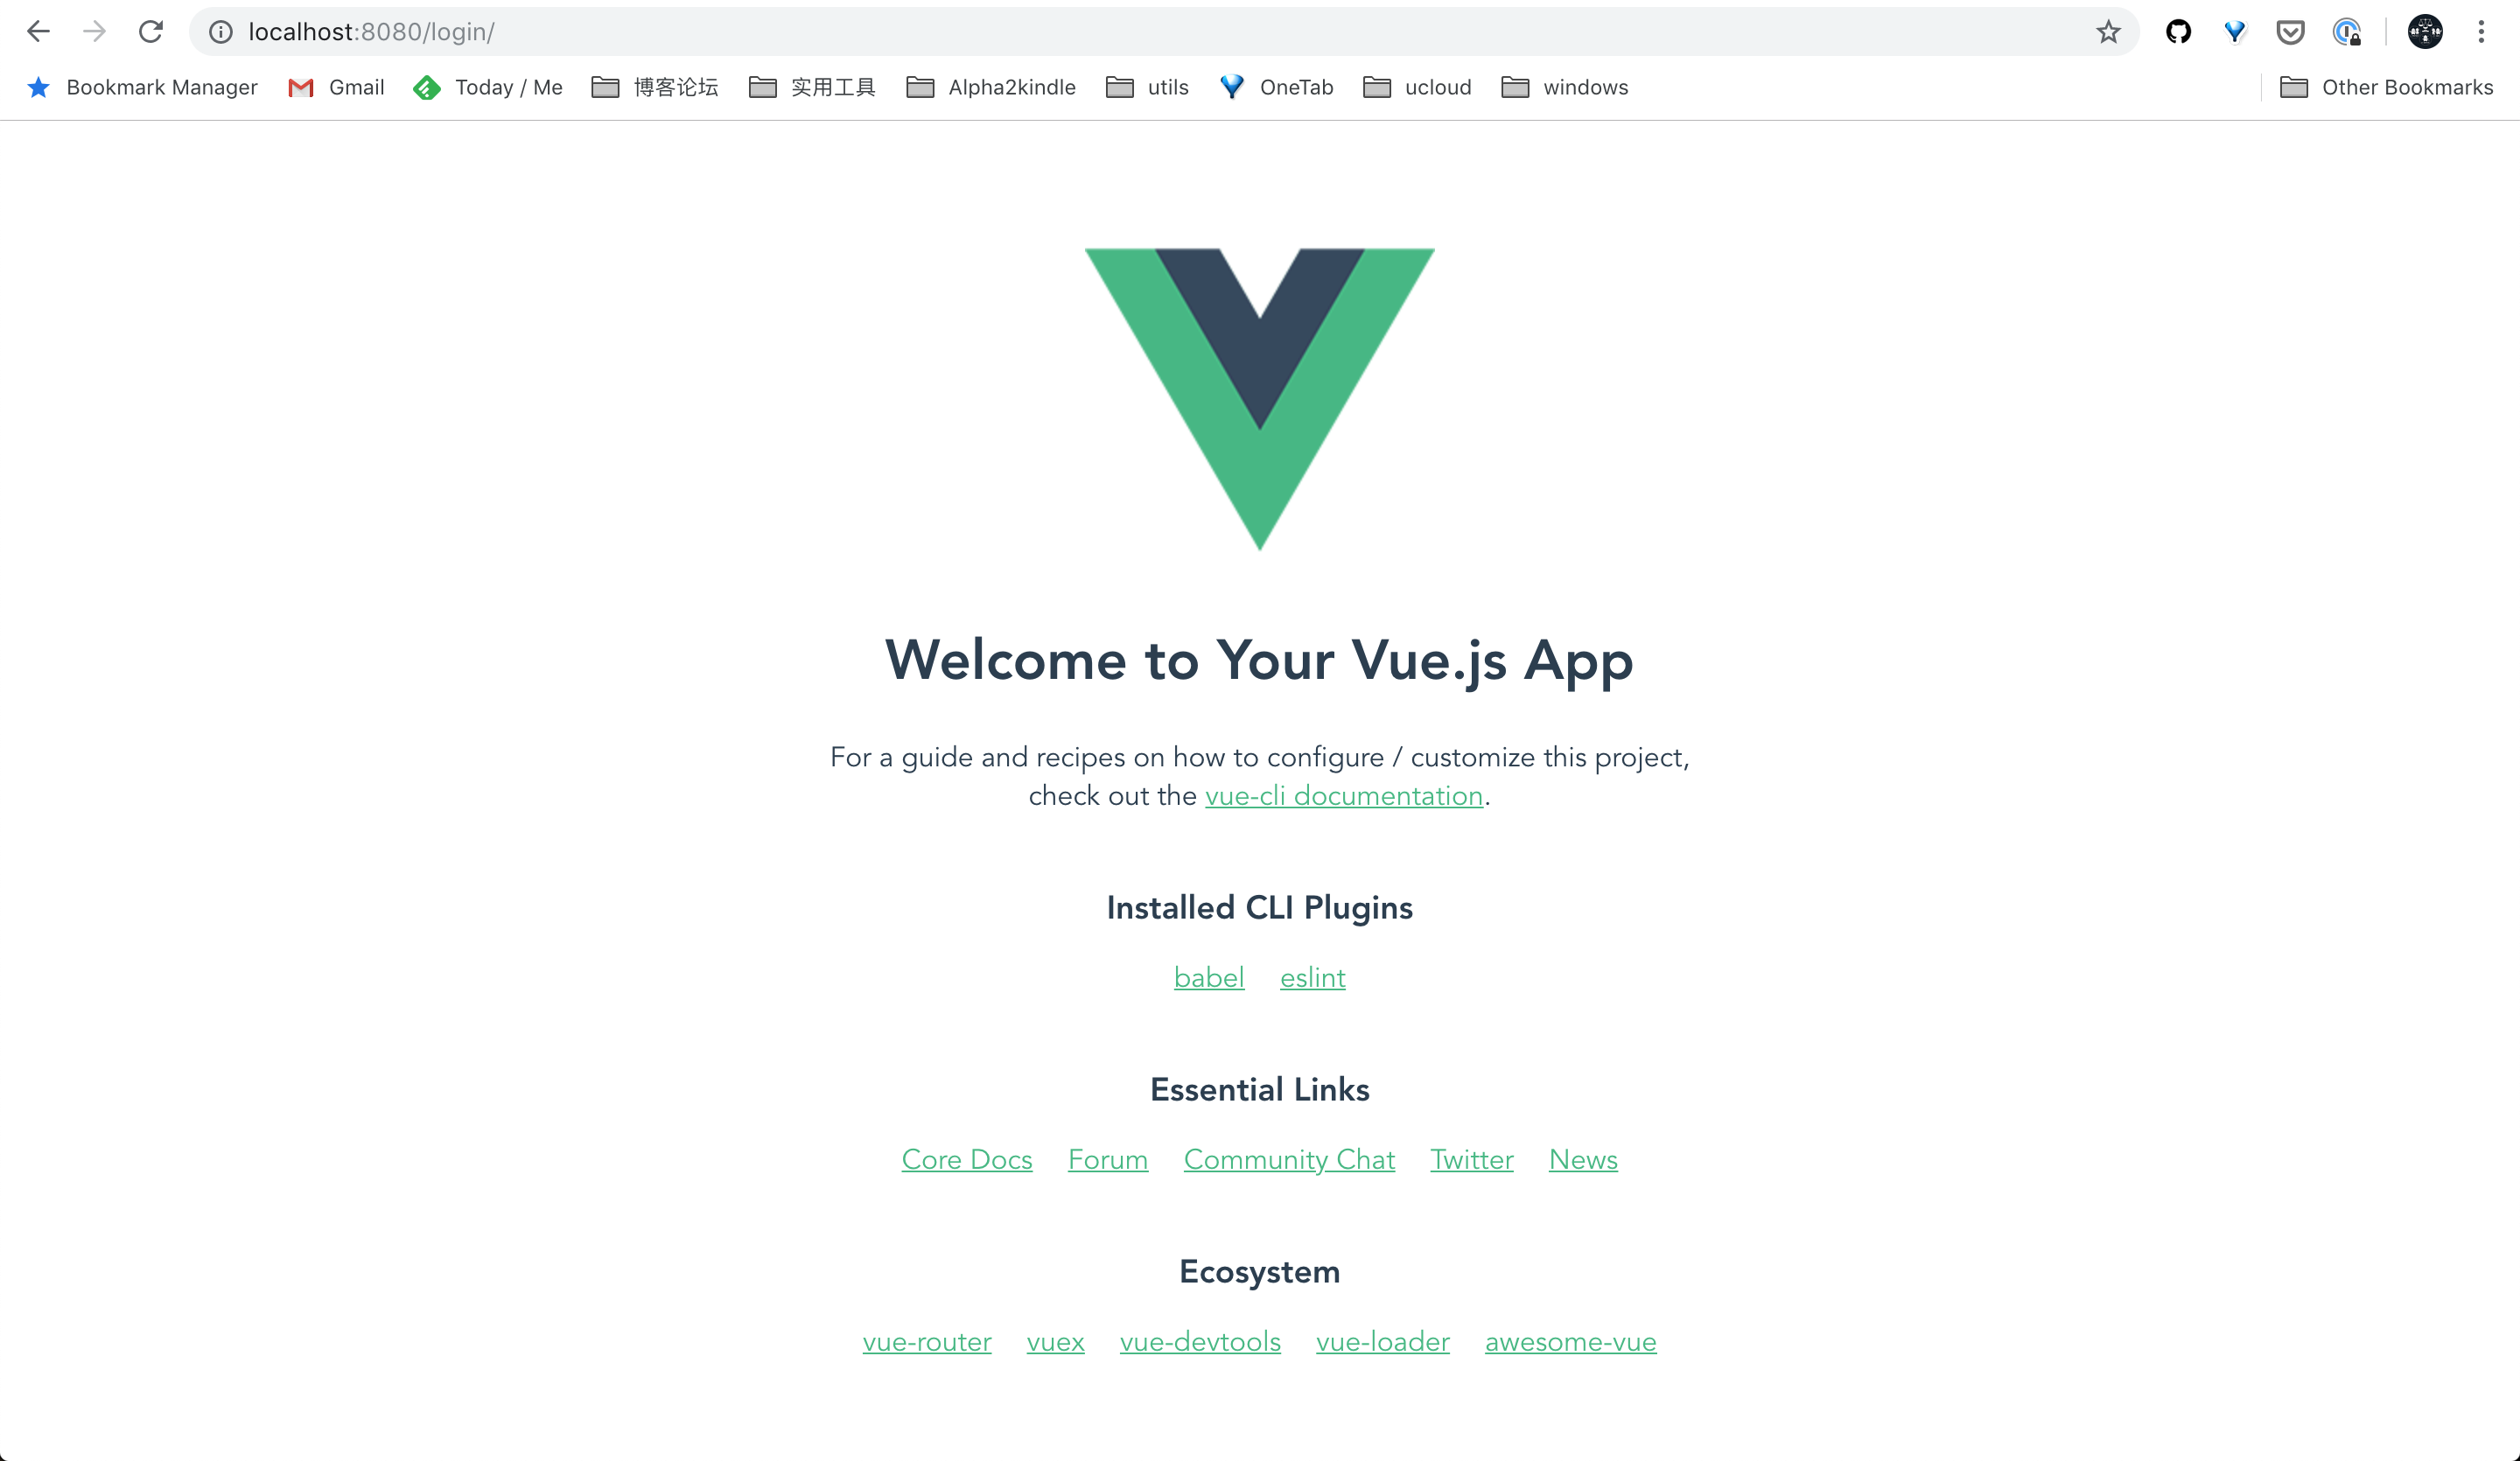 localhost:8080/login/
Bookmark Manager Gmail Today / Me 博客论坛 实用工具 Alpha2kindle utils OneTab ucloud windows Other Bookmarks
Welcome to Your Vue.js App
For a guide and recipes on how to configure / customize this project,
check out the vue-cli documentation.
Installed CLI Plugins
babel eslint
Essential Links
Core Docs Forum Community Chat Twitter News
Ecosystem
vue-router vuex vue-devtools vue-loader awesome-vue